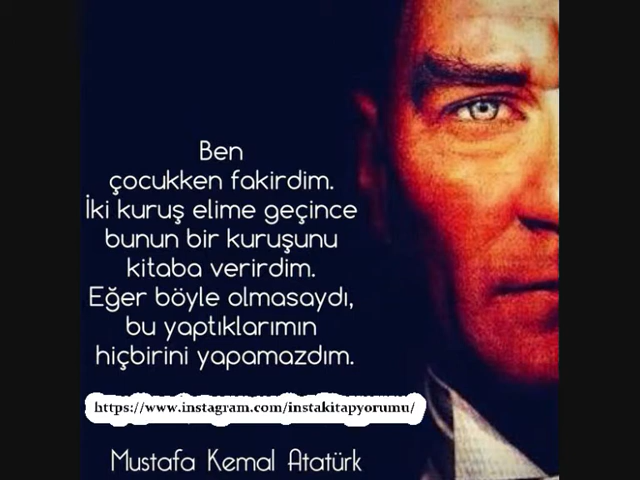 Ben
çocukken fakirdim.
İki kuruş elime geçince
bunun bir kuruşunu
kitaba verirdim.
Eğer böyle olmasaydı,
bu yaptıklarımın
hiçbirini yapamazdım.
https://www.instagram.com/instakitapyorumu/
Mustafa Kemal Atatürk